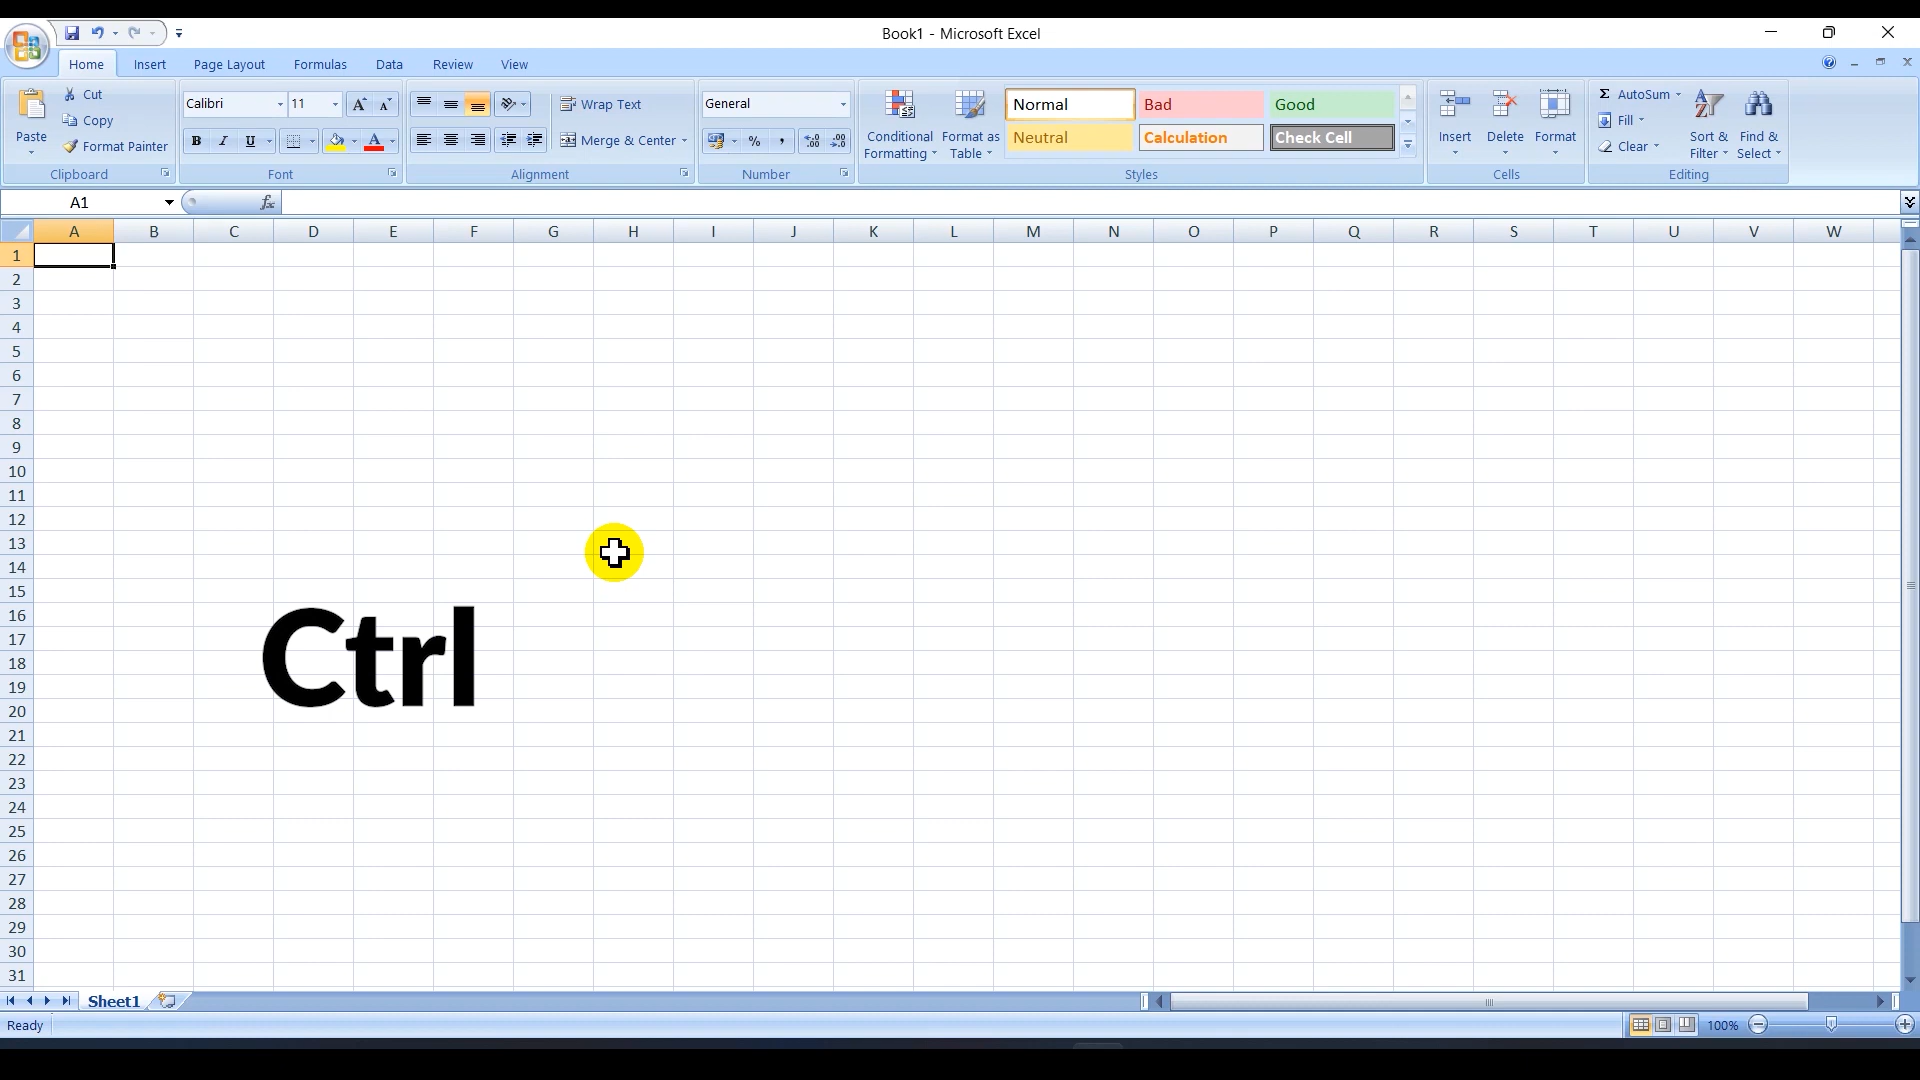 Book1 - Microsoft Excel
Home Insert Page Layout Formulas Data Review View
Paste
Cut
Copy
Format Painter
Clipboard
Calibri 11
B I U
Font
Wrap Text
Merge & Center
Alignment
General
% ,
Number
Conditional Formatting
Format as Table
Normal Bad Good
Neutral Calculation Check Cell
Styles
Insert Delete Format
Cells
Σ AutoSum
Fill
Clear
Sort & Filter
Find & Select
Editing
A1 fx
A B C D E F G H I J K L M N O P Q R S T U V W
1
2
3
4
5
6
7
8
9
10
11
12
13
14
15
16
17
18
19
20
21
22
23
24
25
26
27
28
29
30
31
Ctrl
Sheet1
Ready 100%